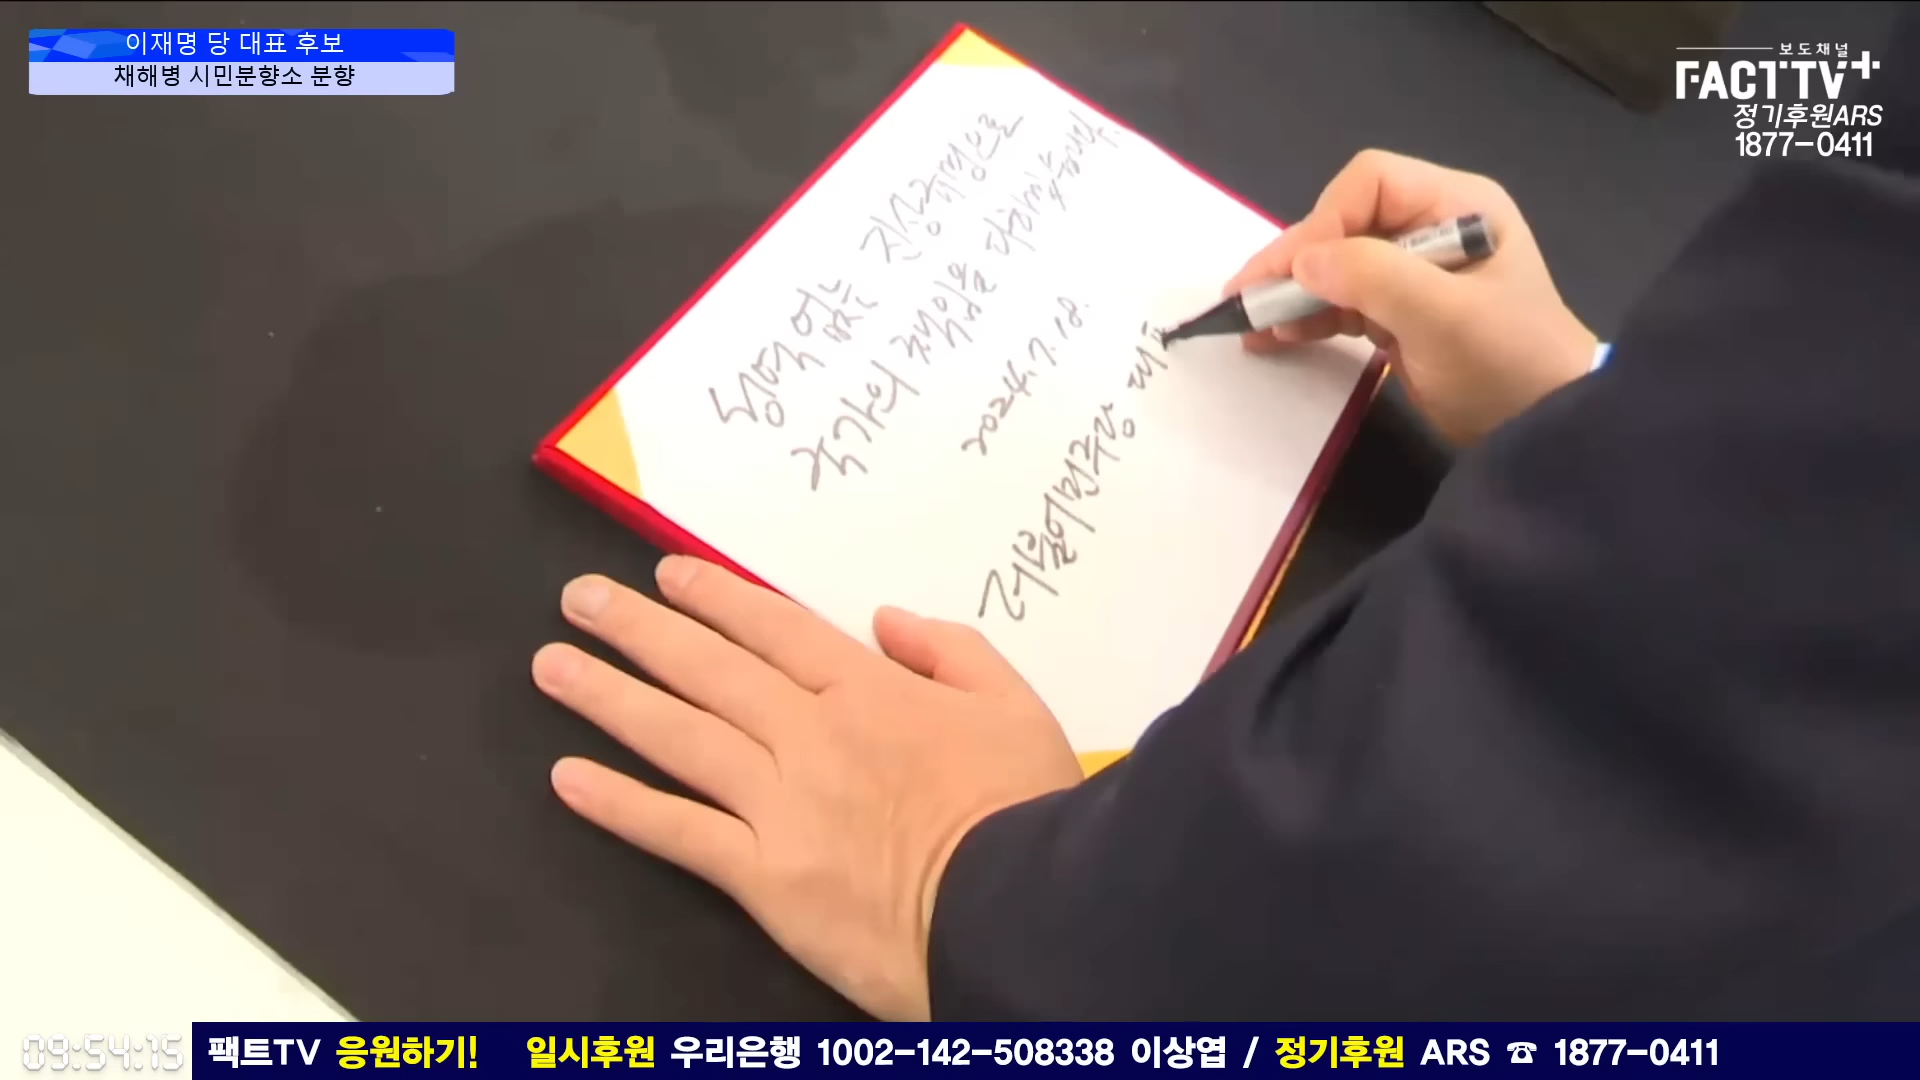 이재명 당 대표 후보
채해병 시민분향소 분향
보도채널
FACTTV+
정기후원ARS
1877-0411
성역 없는 진상규명으로
국가의 책임을 다하겠습니다.
2024.7.18.
더불어민주당 대표
09:54:15
팩트TV 응원하기! 일시후원 우리은행 1002-142-508338 이상엽 / 정기후원 ARS ☎ 1877-0411